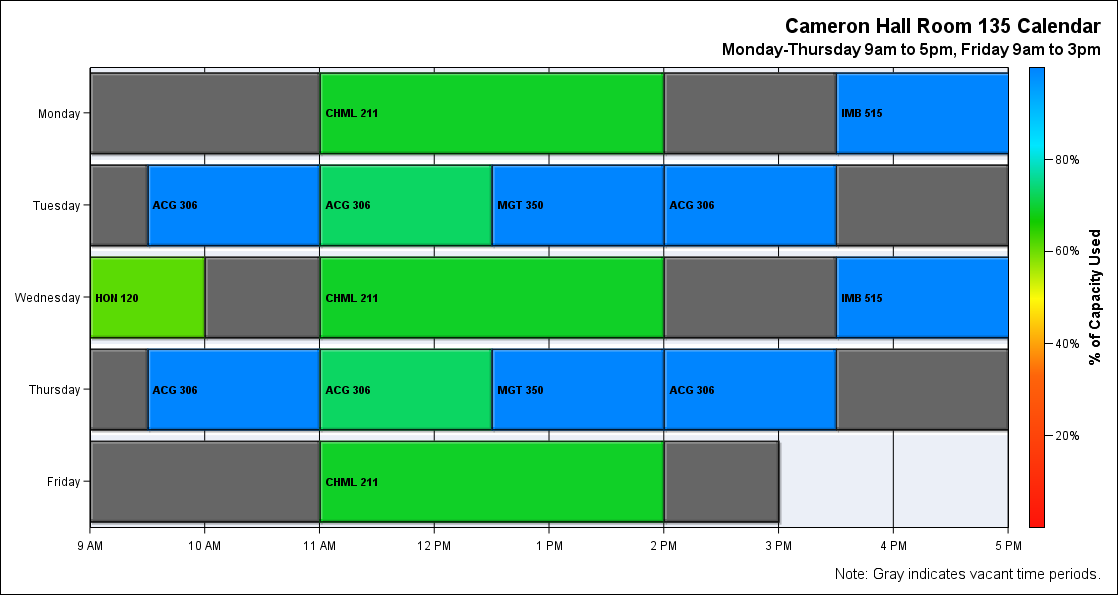 Cameron Hall Room 135 Calendar
Monday-Thursday 9am to 5pm, Friday 9am to 3pm
Monday
CHML 211
IMB 515
Tuesday
ACG 306
ACG 306
MGT 350
ACG 306
Wednesday
HON 120
CHML 211
IMB 515
Thursday
ACG 306
ACG 306
MGT 350
ACG 306
Friday
CHML 211
9 AM
10 AM
11 AM
12 PM
1 PM
2 PM
3 PM
4 PM
5 PM
80%
60%
40%
20%
% of Capacity Used
Note: Gray indicates vacant time periods.